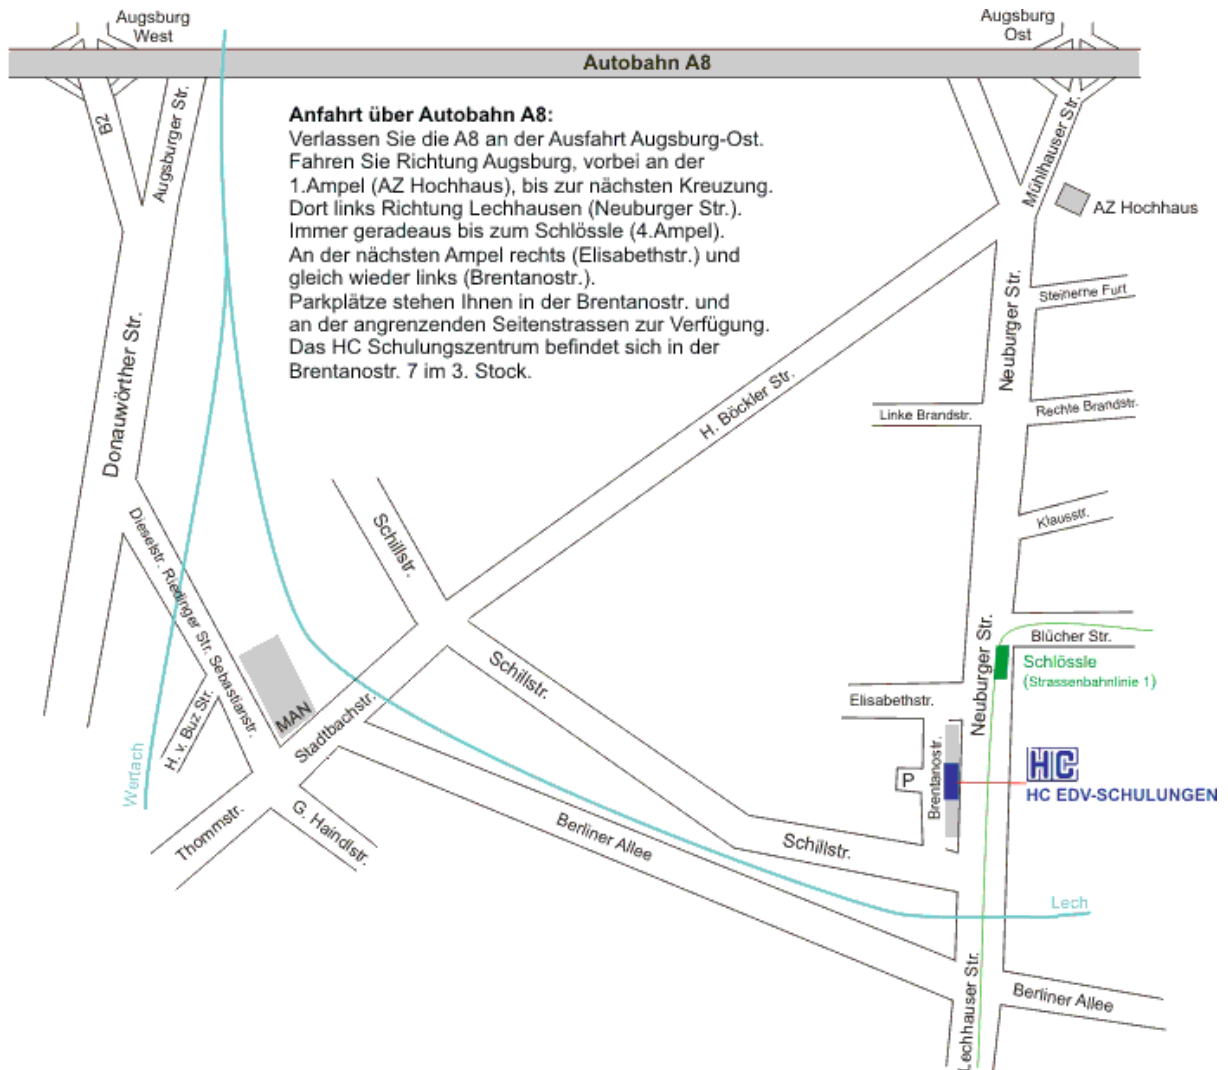 Augsburg
West
Augsburg
Ost
Autobahn A8
B2
Augsburger Str.
Mühlhauser Str.
AZ Hochhaus
Anfahrt über Autobahn A8:
Verlassen Sie die A8 an der Ausfahrt Augsburg-Ost.
Fahren Sie Richtung Augsburg, vorbei an der
1.Ampel (AZ Hochhaus), bis zur nächsten Kreuzung.
Dort links Richtung Lechhausen (Neuburger Str.).
Immer geradeaus bis zum Schlössle (4.Ampel).
An der nächsten Ampel rechts (Elisabethstr.) und
gleich wieder links (Brentanostr.).
Parkplätze stehen Ihnen in der Brentanostr. und
an der angrenzenden Seitenstrassen zur Verfügung.
Das HC Schulungszentrum befindet sich in der
Brentanostr. 7 im 3. Stock.
Donauwörther Str.
Neuburger Str.
Steinerne Furt
H. Böckler Str.
Linke Brandstr.
Rechte Brandstr.
Klausstr.
Schillstr.
Dieselstr. Riedinger Str. Sebastianstr.
Blücher Str.
Neuburger Str.
Schlössle
(Strassenbahnlinie 1)
Schillstr.
Elisabethstr.
MAN
Stadtbachstr.
H. v. Buz Str.
Wertach
Brentanostr.
P
HC
HC EDV-SCHULUNGEN
Thommstr.
G. Haindlstr.
Berliner Allee
Schillstr.
Lech
Lechhauser Str.
Berliner Allee